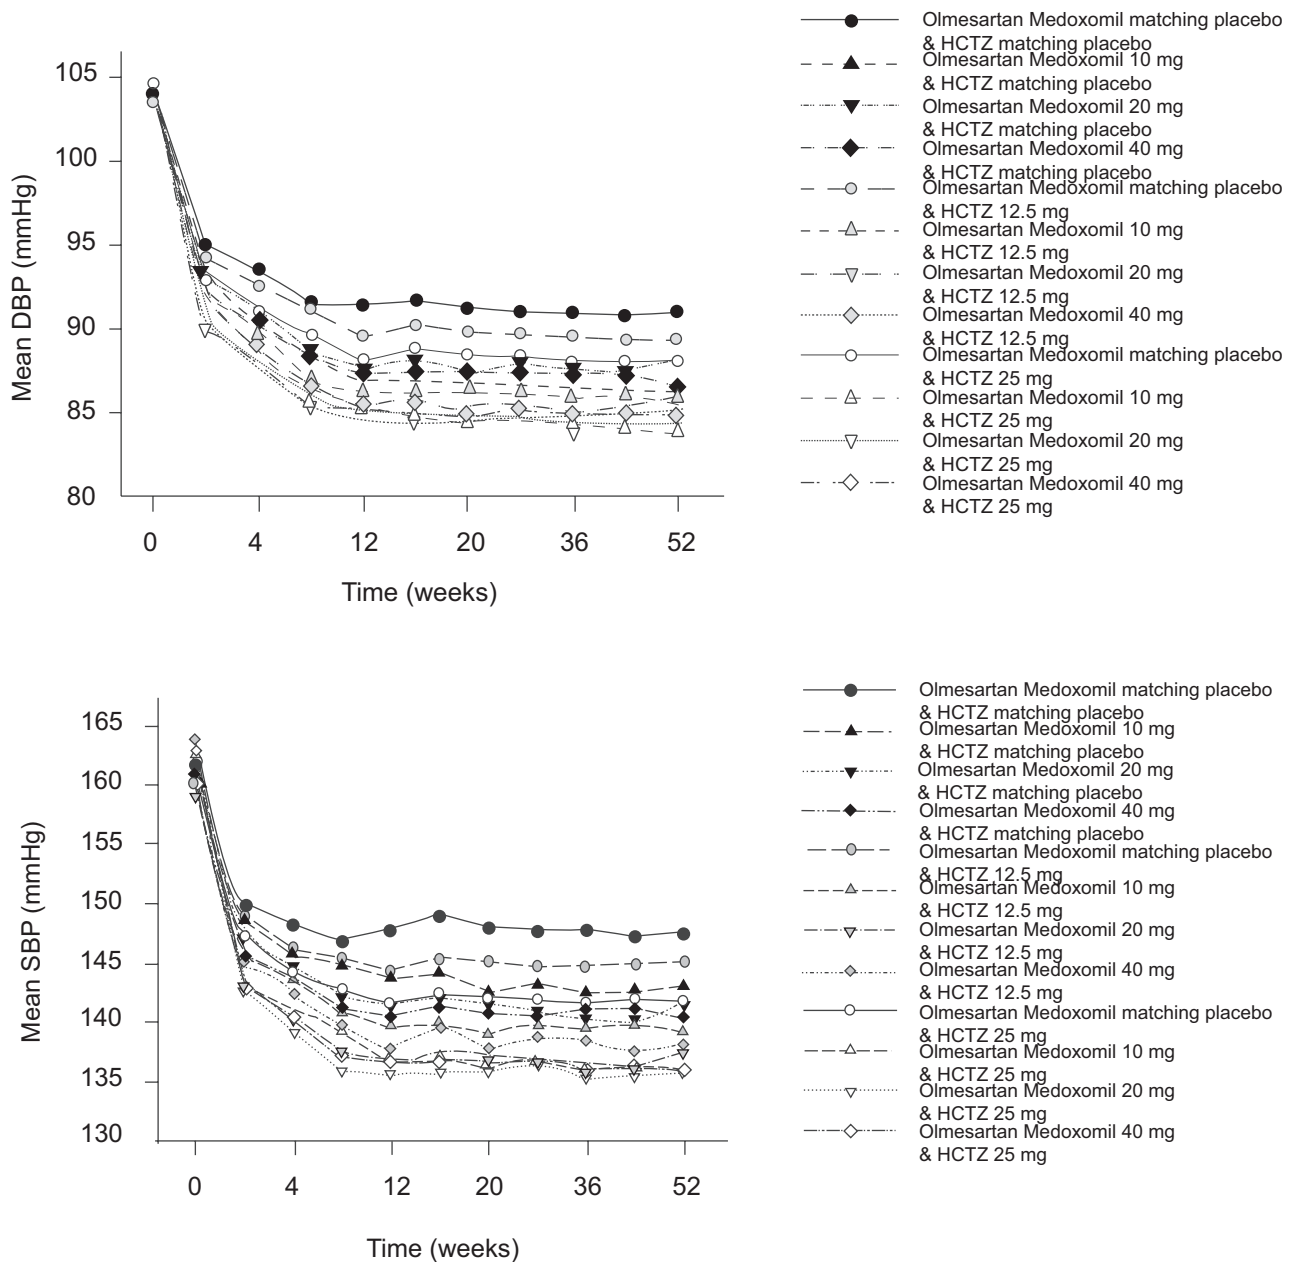 105
100
95
90
85
80
Mean DBP (mmHg)
0 4 12 20 36 52
Time (weeks)
Olmesartan Medoxomil matching placebo
& HCTZ matching placebo
Olmesartan Medoxomil 10 mg
& HCTZ matching placebo
Olmesartan Medoxomil 20 mg
& HCTZ matching placebo
Olmesartan Medoxomil 40 mg
& HCTZ matching placebo
Olmesartan Medoxomil matching placebo
& HCTZ 12.5 mg
Olmesartan Medoxomil 10 mg
& HCTZ 12.5 mg
Olmesartan Medoxomil 20 mg
& HCTZ 12.5 mg
Olmesartan Medoxomil 40 mg
& HCTZ 12.5 mg
Olmesartan Medoxomil matching placebo
& HCTZ 25 mg
Olmesartan Medoxomil 10 mg
& HCTZ 25 mg
Olmesartan Medoxomil 20 mg
& HCTZ 25 mg
Olmesartan Medoxomil 40 mg
& HCTZ 25 mg
165
160
155
150
145
140
135
130
Mean SBP (mmHg)
0 4 12 20 36 52
Time (weeks)
Olmesartan Medoxomil matching placebo
& HCTZ matching placebo
Olmesartan Medoxomil 10 mg
& HCTZ matching placebo
Olmesartan Medoxomil 20 mg
& HCTZ matching placebo
Olmesartan Medoxomil 40 mg
& HCTZ matching placebo
Olmesartan Medoxomil matching placebo
& HCTZ 12.5 mg
Olmesartan Medoxomil 10 mg
& HCTZ 12.5 mg
Olmesartan Medoxomil 20 mg
& HCTZ 12.5 mg
Olmesartan Medoxomil 40 mg
& HCTZ 12.5 mg
Olmesartan Medoxomil matching placebo
& HCTZ 25 mg
Olmesartan Medoxomil 10 mg
& HCTZ 25 mg
Olmesartan Medoxomil 20 mg
& HCTZ 25 mg
Olmesartan Medoxomil 40 mg
& HCTZ 25 mg